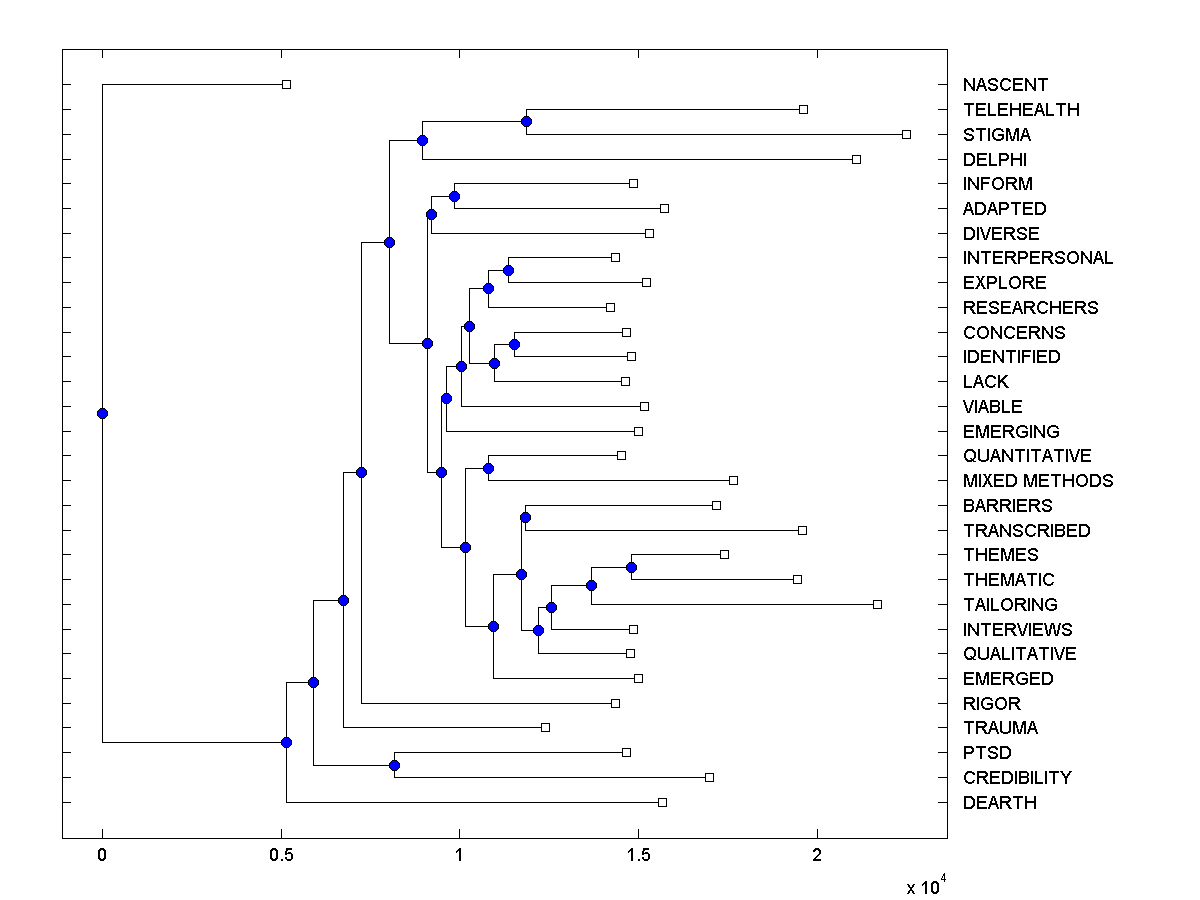 NASCENT
TELEHEALTH
STIGMA
DELPHI
INFORM
ADAPTED
DIVERSE
INTERPERSONAL
EXPLORE
RESEARCHERS
CONCERNS
IDENTIFIED
LACK
VIABLE
EMERGING
QUANTITATIVE
MIXED METHODS
BARRIERS
TRANSCRIBED
THEMES
THEMATIC
TAILORING
INTERVIEWS
QUALITATIVE
EMERGED
RIGOR
TRAUMA
PTSD
CREDIBILITY
DEARTH
0 0.5 1 1.5 2
x 10^4